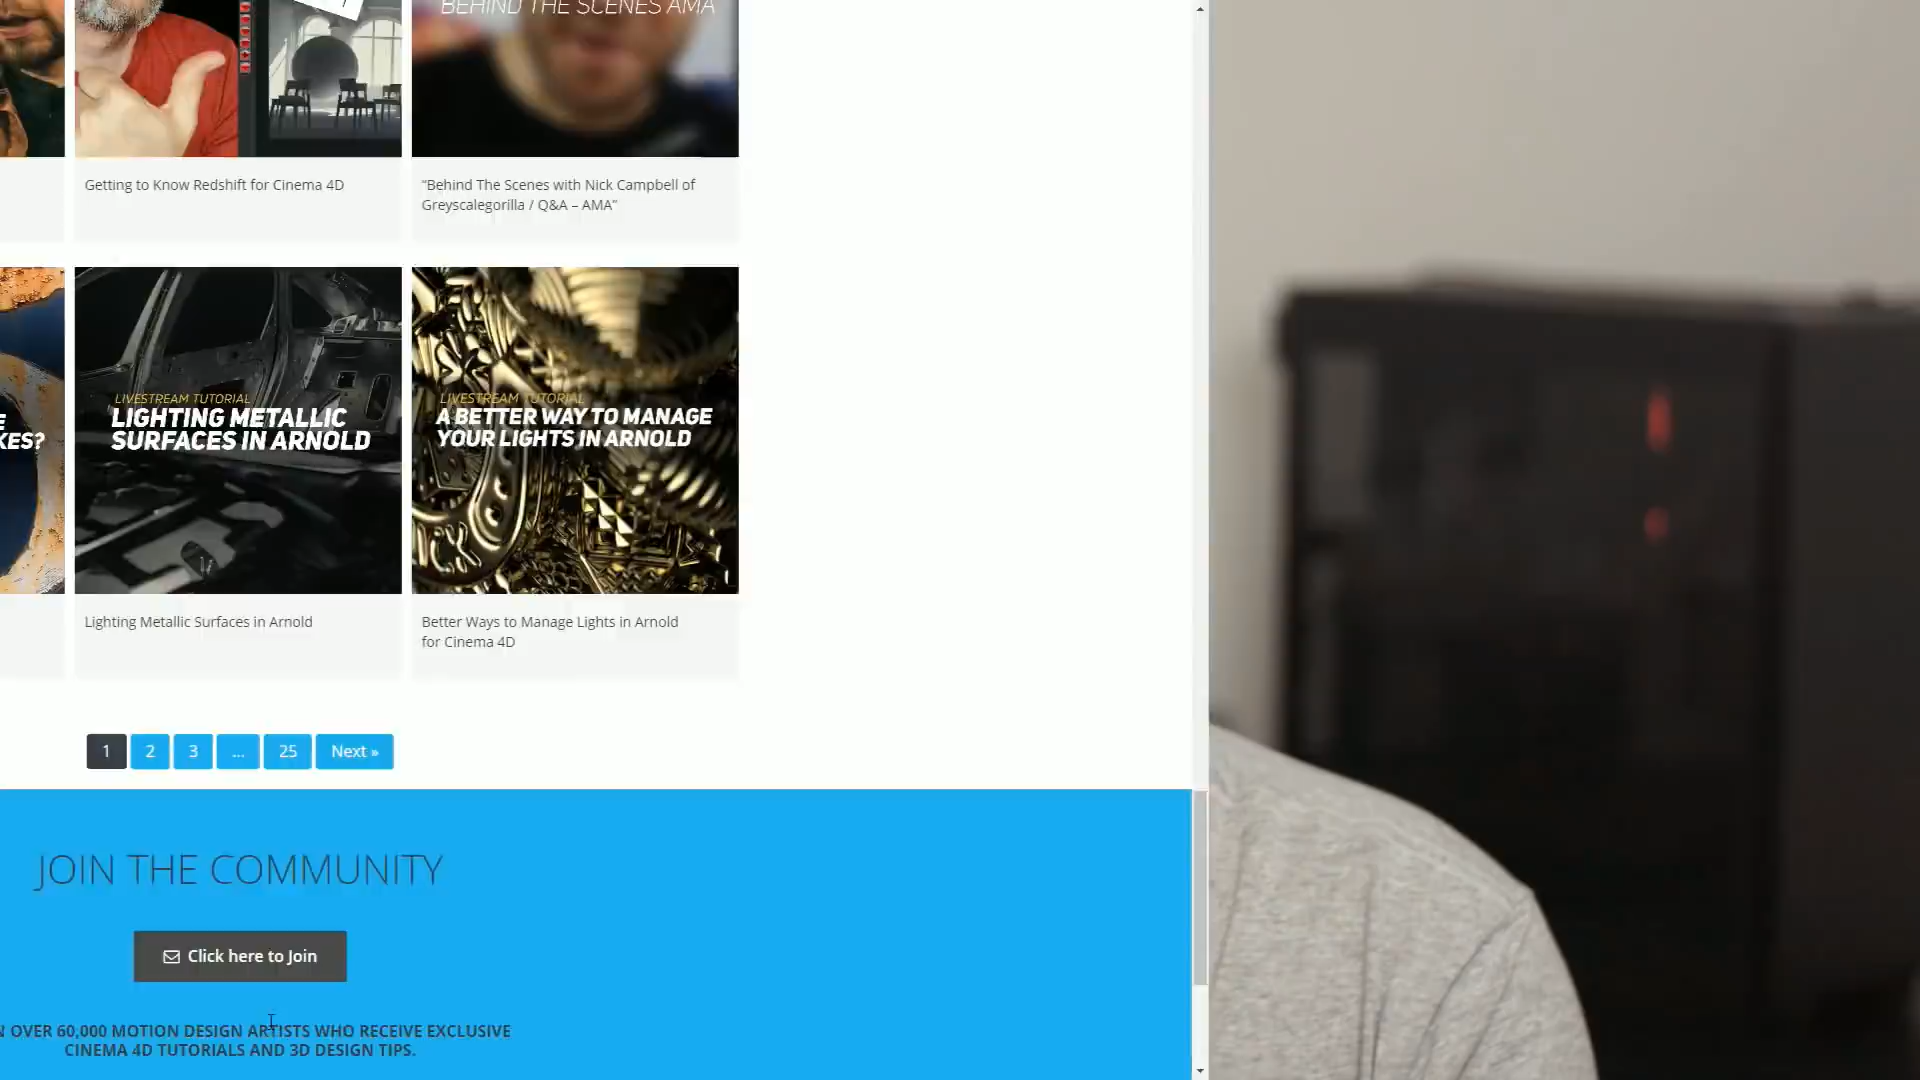 BEHIND THE SCENES AMA
Getting to Know Redshift for Cinema 4D
“Behind The Scenes with Nick Campbell of
Greyscalegorilla / Q&A – AMA”
KES?
LIVESTREAM TUTORIAL
LIGHTING METALLIC
SURFACES IN ARNOLD
LIVESTREAM TUTORIAL
A BETTER WAY TO MANAGE
YOUR LIGHTS IN ARNOLD
Lighting Metallic Surfaces in Arnold
Better Ways to Manage Lights in Arnold
for Cinema 4D
1 2 3 ... 25 Next »
JOIN THE COMMUNITY
Click here to Join
N OVER 60,000 MOTION DESIGN ARTISTS WHO RECEIVE EXCLUSIVE
CINEMA 4D TUTORIALS AND 3D DESIGN TIPS.